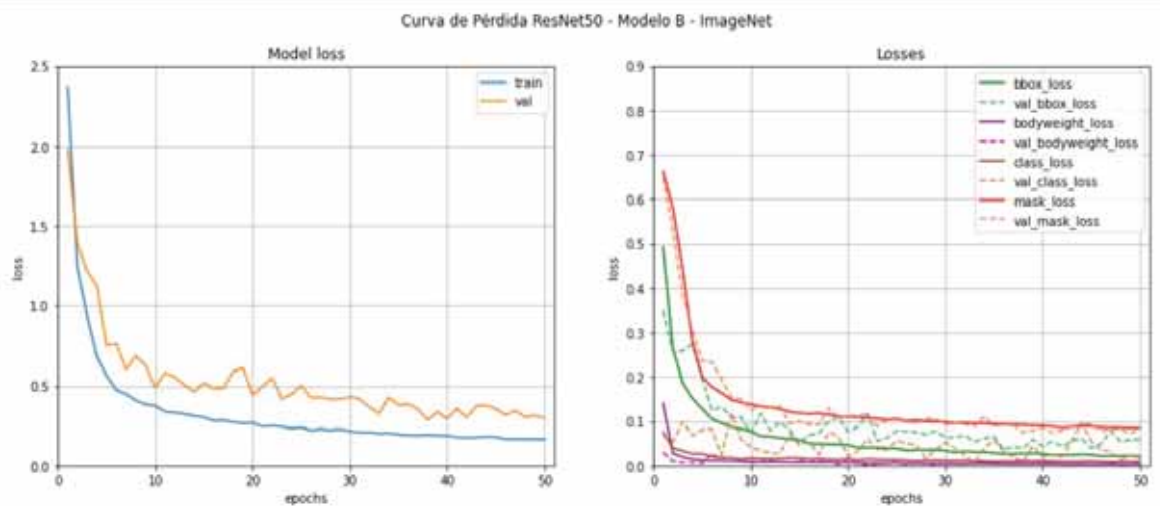 Curva de Pérdida ResNet50 - Modelo B - ImageNet
Model loss
2.5
2.0
1.5
1.0
0.5
0.0
0
10
20
30
40
50
loss
epochs
train
val
Losses
0.9
0.8
0.7
0.6
0.5
0.4
0.3
0.2
0.1
0.0
0
10
20
30
40
50
loss
epochs
bbox_loss
val_bbox_loss
bodyweight_loss
val_bodyweight_loss
class_loss
val_class_loss
mask_loss
val_mask_loss